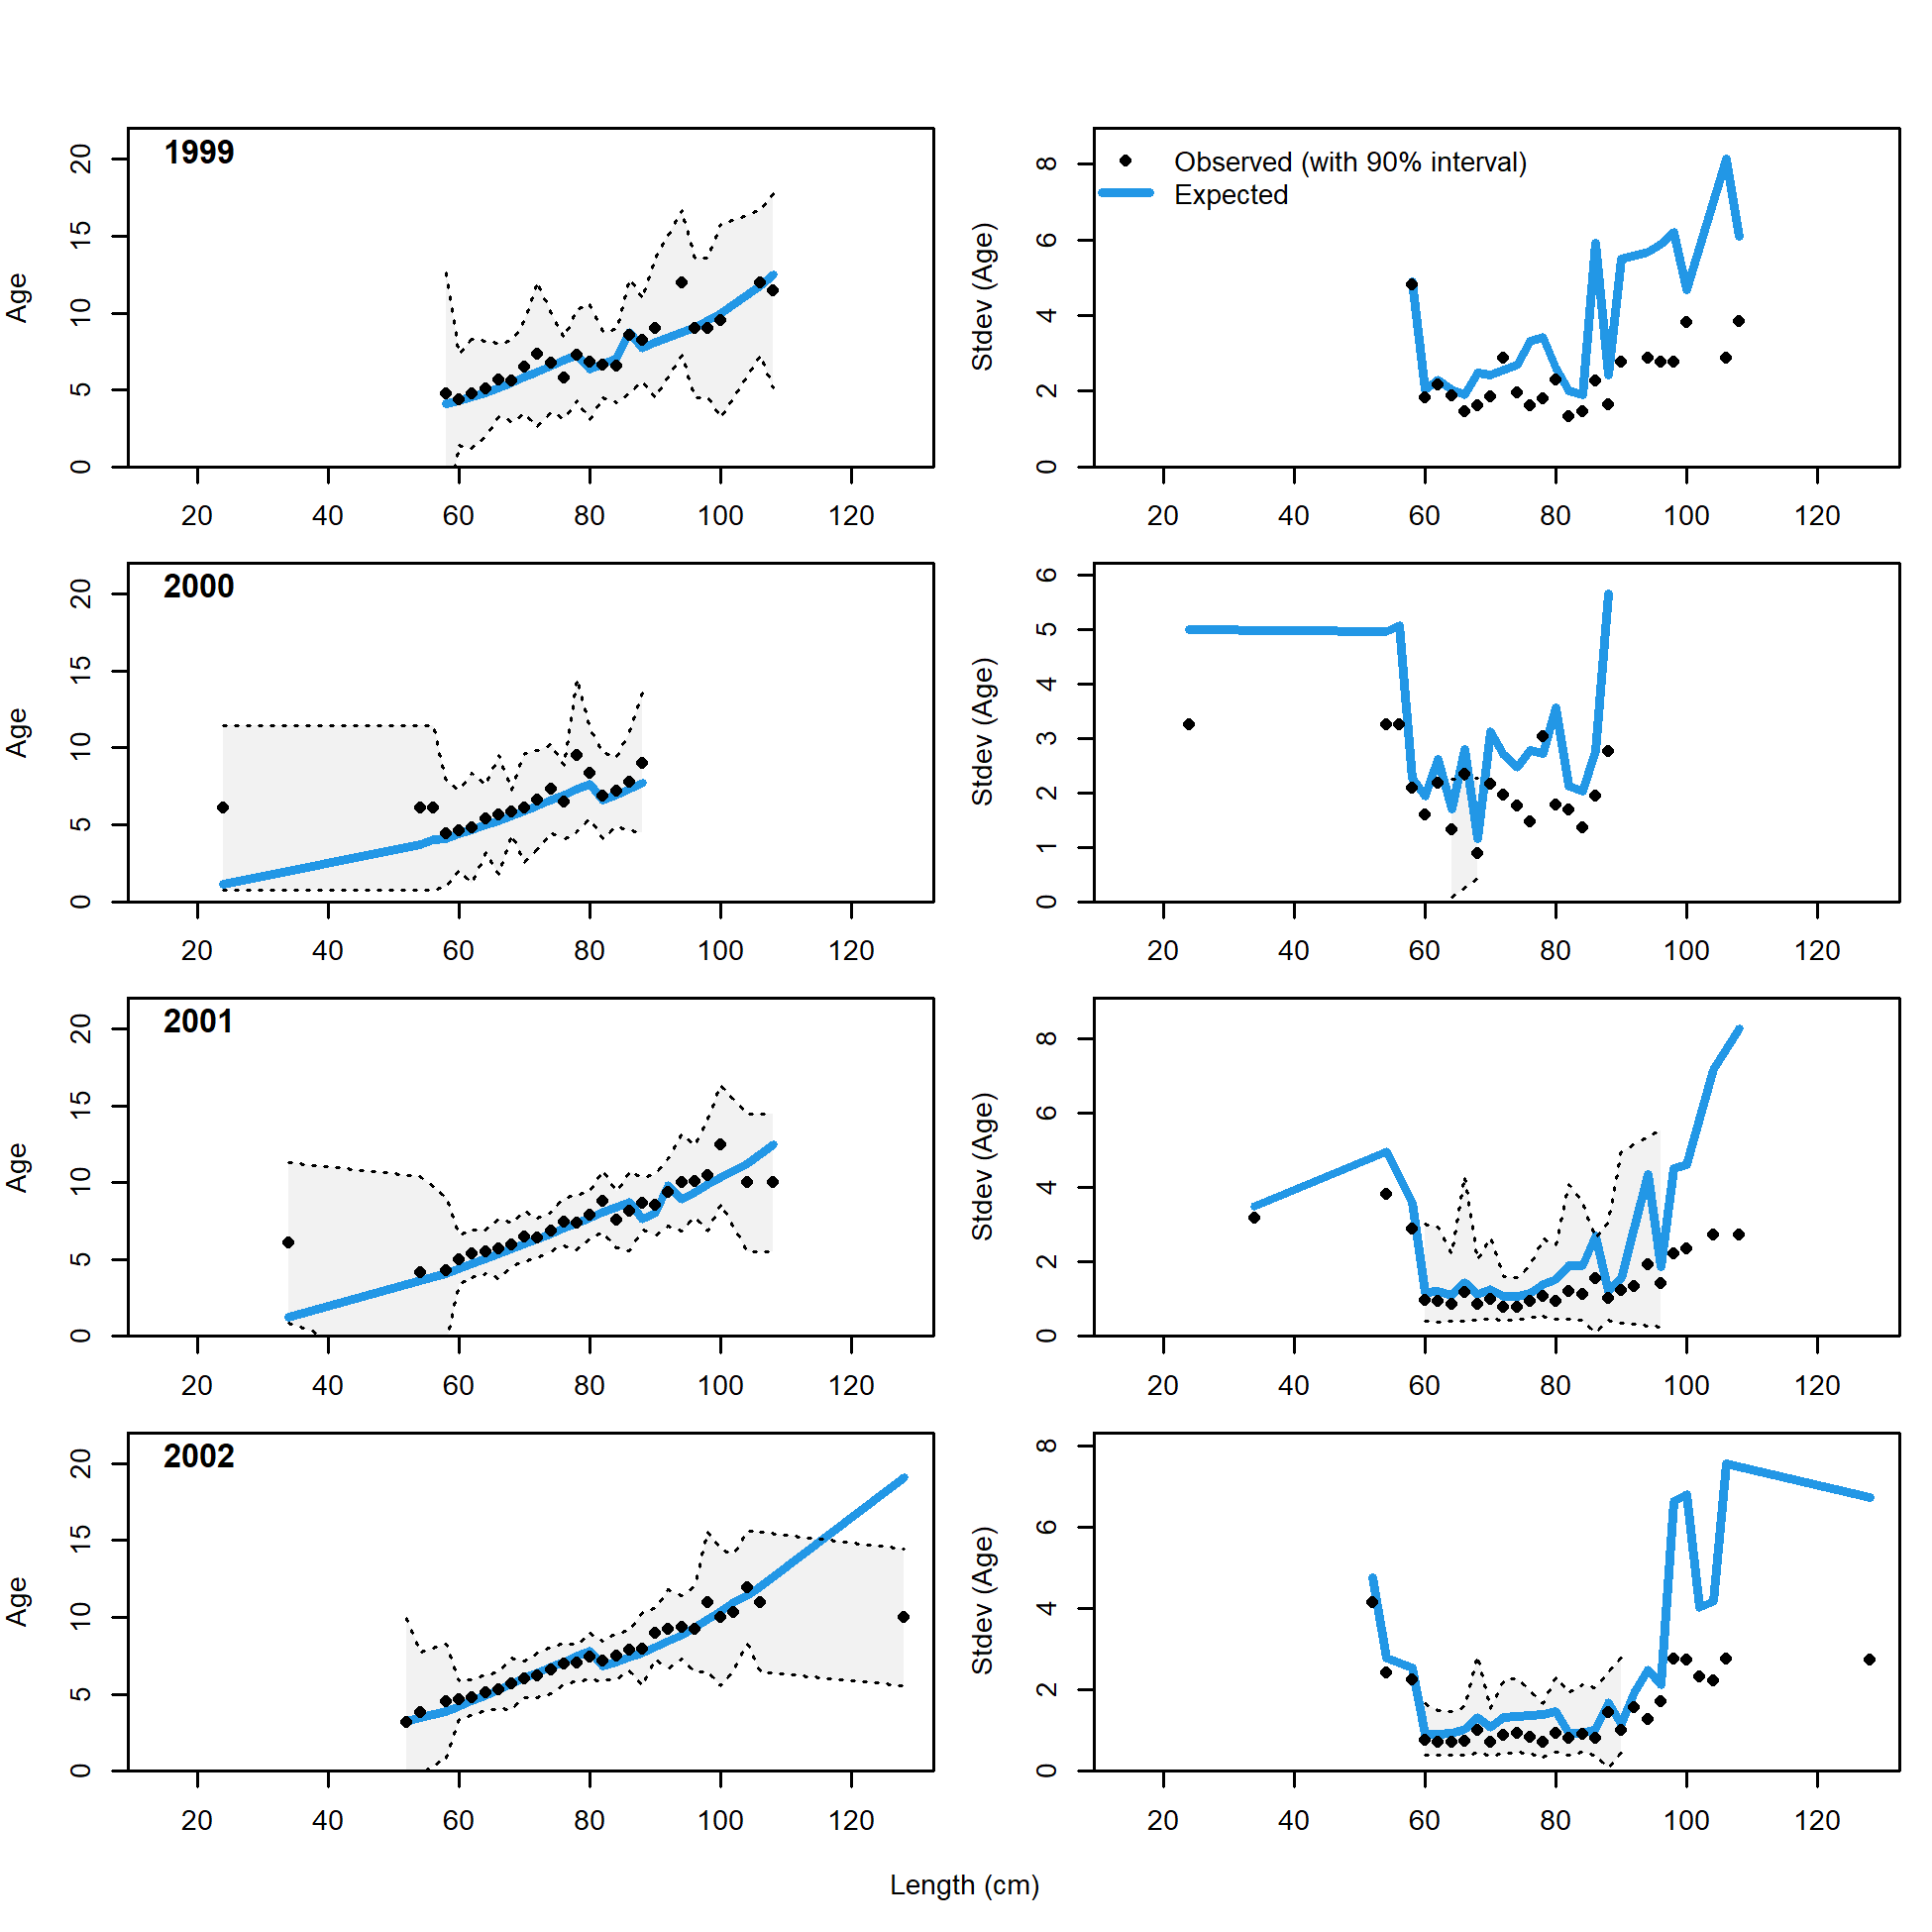 1999
Age
0 5 10 15 20
20 40 60 80 100 120
Observed (with 90% interval)
Expected
Stdev (Age)
0 2 4 6 8
20 40 60 80 100 120
2000
Age
0 5 10 15 20
20 40 60 80 100 120
Stdev (Age)
0 1 2 3 4 5 6
20 40 60 80 100 120
2001
Age
0 5 10 15 20
20 40 60 80 100 120
Stdev (Age)
0 2 4 6 8
20 40 60 80 100 120
2002
Age
0 5 10 15 20
20 40 60 80 100 120
Stdev (Age)
0 2 4 6 8
20 40 60 80 100 120
Length (cm)